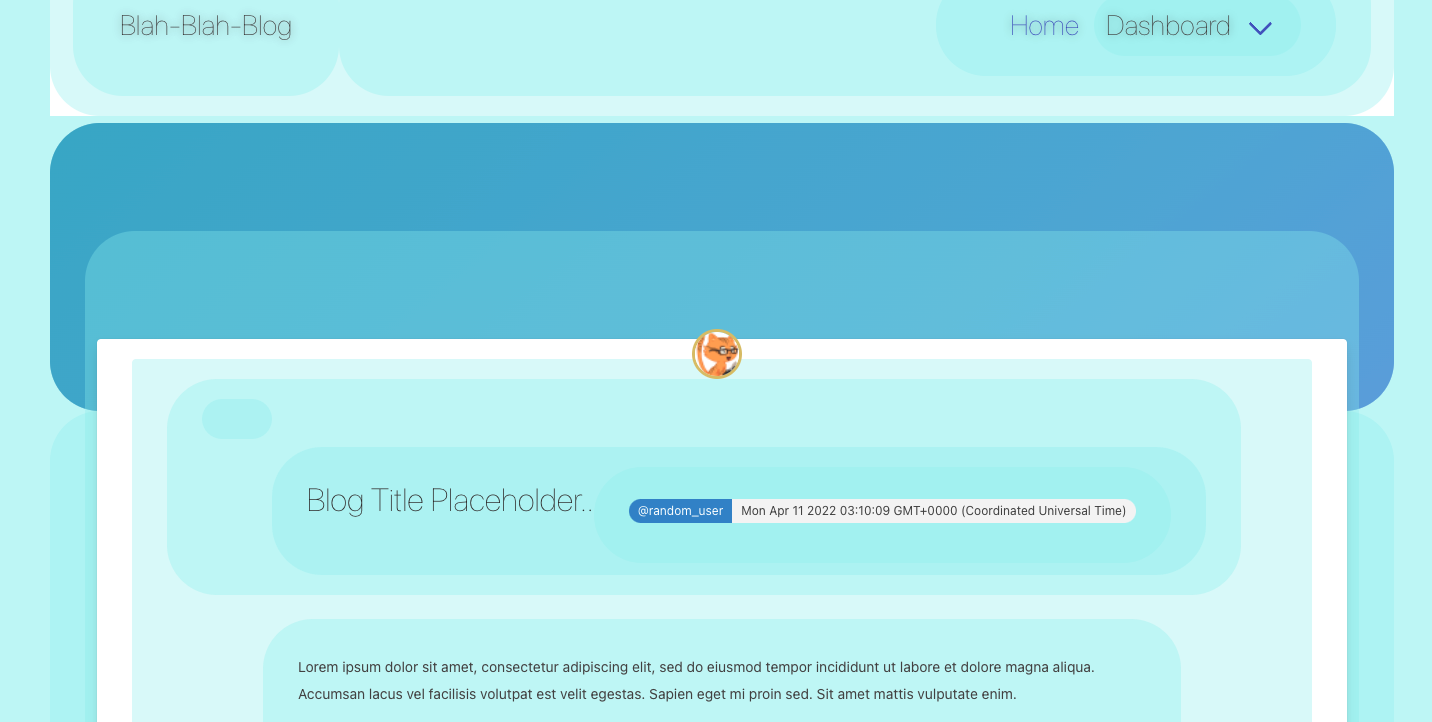 Blah-Blah-Blog
Home Dashboard
Blog Title Placeholder..
@random_user Mon Apr 11 2022 03:10:09 GMT+0000 (Coordinated Universal Time)
Lorem ipsum dolor sit amet, consectetur adipiscing elit, sed do eiusmod tempor incididunt ut labore et dolore magna aliqua.
Accumsan lacus vel facilisis volutpat est velit egestas. Sapien eget mi proin sed. Sit amet mattis vulputate enim.